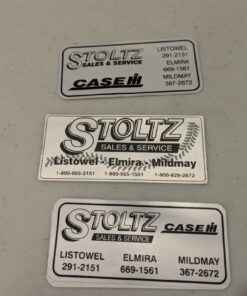 STOLTZ
SALES & SERVICE
CASE IH
LISTOWEL
291-2151
ELMIRA
669-1561
MILDMAY
367-2672
STOLTZ
SALES & SERVICE
Listowel - Elmira - Mildmay
STOLTZ
SALES & SERVICE
CASE IH
LISTOWEL ELMIRA MILDMAY
291-2151 669-1561 367-2672